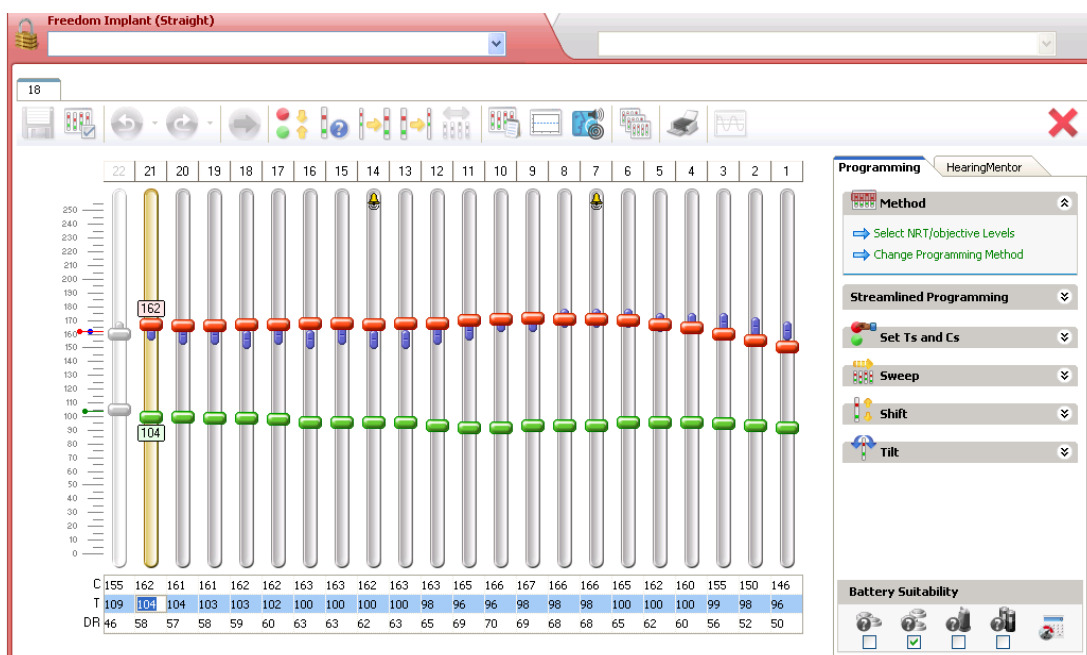 Freedom Implant (Straight)
18
22 21 20 19 18 17 16 15 14 13 12 11 10 9 8 7 6 5 4 3 2 1
Programming HearingMentor
Method
Select NRT/objective Levels
Change Programming Method
Streamlined Programming
Set Ts and Cs
Sweep
Shift
Tilt
250
240
230
220
210
200
190
180
170
160
150
140
130
120
110
100
90
80
70
60
50
40
30
20
10
0
162
104
C 155 162 161 161 162 162 163 163 162 163 163 165 166 167 166 166 165 162 160 155 150 146
T 109 104 104 103 103 102 100 100 100 100 98 96 96 98 98 98 100 100 100 99 98 96
DR 46 58 57 58 59 60 63 63 62 63 65 69 70 69 68 68 65 62 60 56 52 50
Battery Suitability